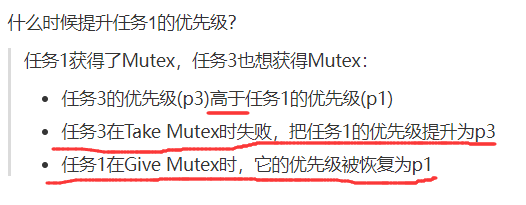 什么时候提升任务1的优先级？
任务1获得了Mutex，任务3也想获得Mutex：
• 任务3的优先级(p3)高于任务1的优先级(p1)
• 任务3在Take Mutex时失败，把任务1的优先级提升为p3
• 任务1在Give Mutex时，它的优先级被恢复为p1